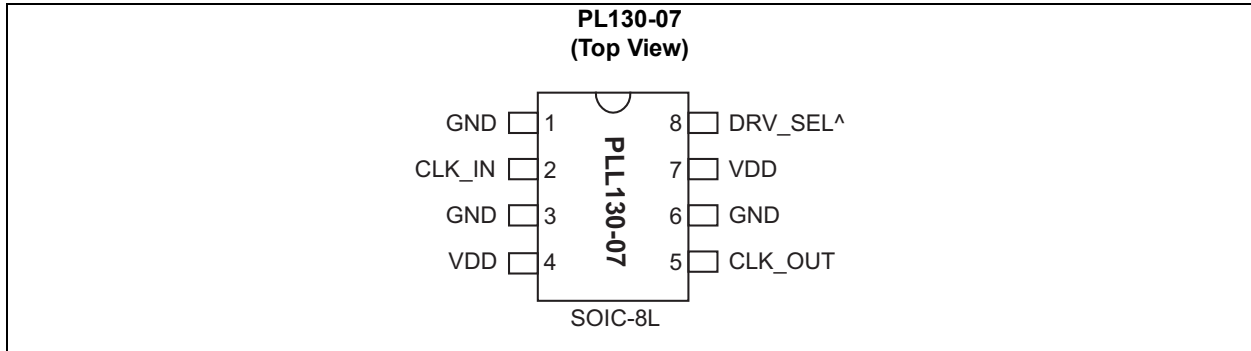 PL130-07
(Top View)
GND 1 8 DRV_SEL^
CLK_IN 2 7 VDD
GND 3 6 GND
VDD 4 5 CLK_OUT
PLL130-07
SOIC-8L